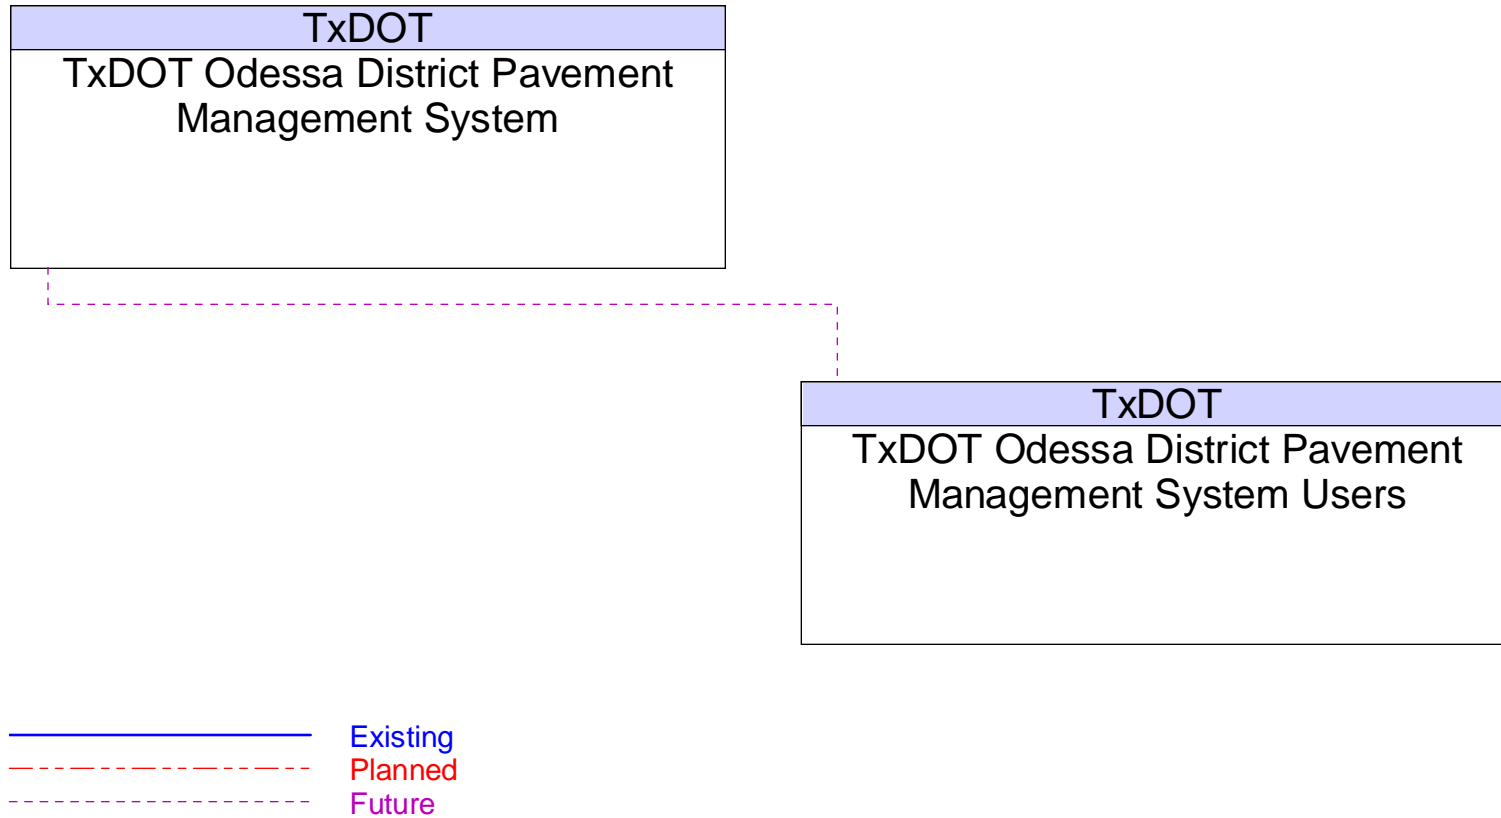 TxDOT
TxDOT Odessa District Pavement
Management System
TxDOT
TxDOT Odessa District Pavement
Management System Users
Existing
Planned
Future